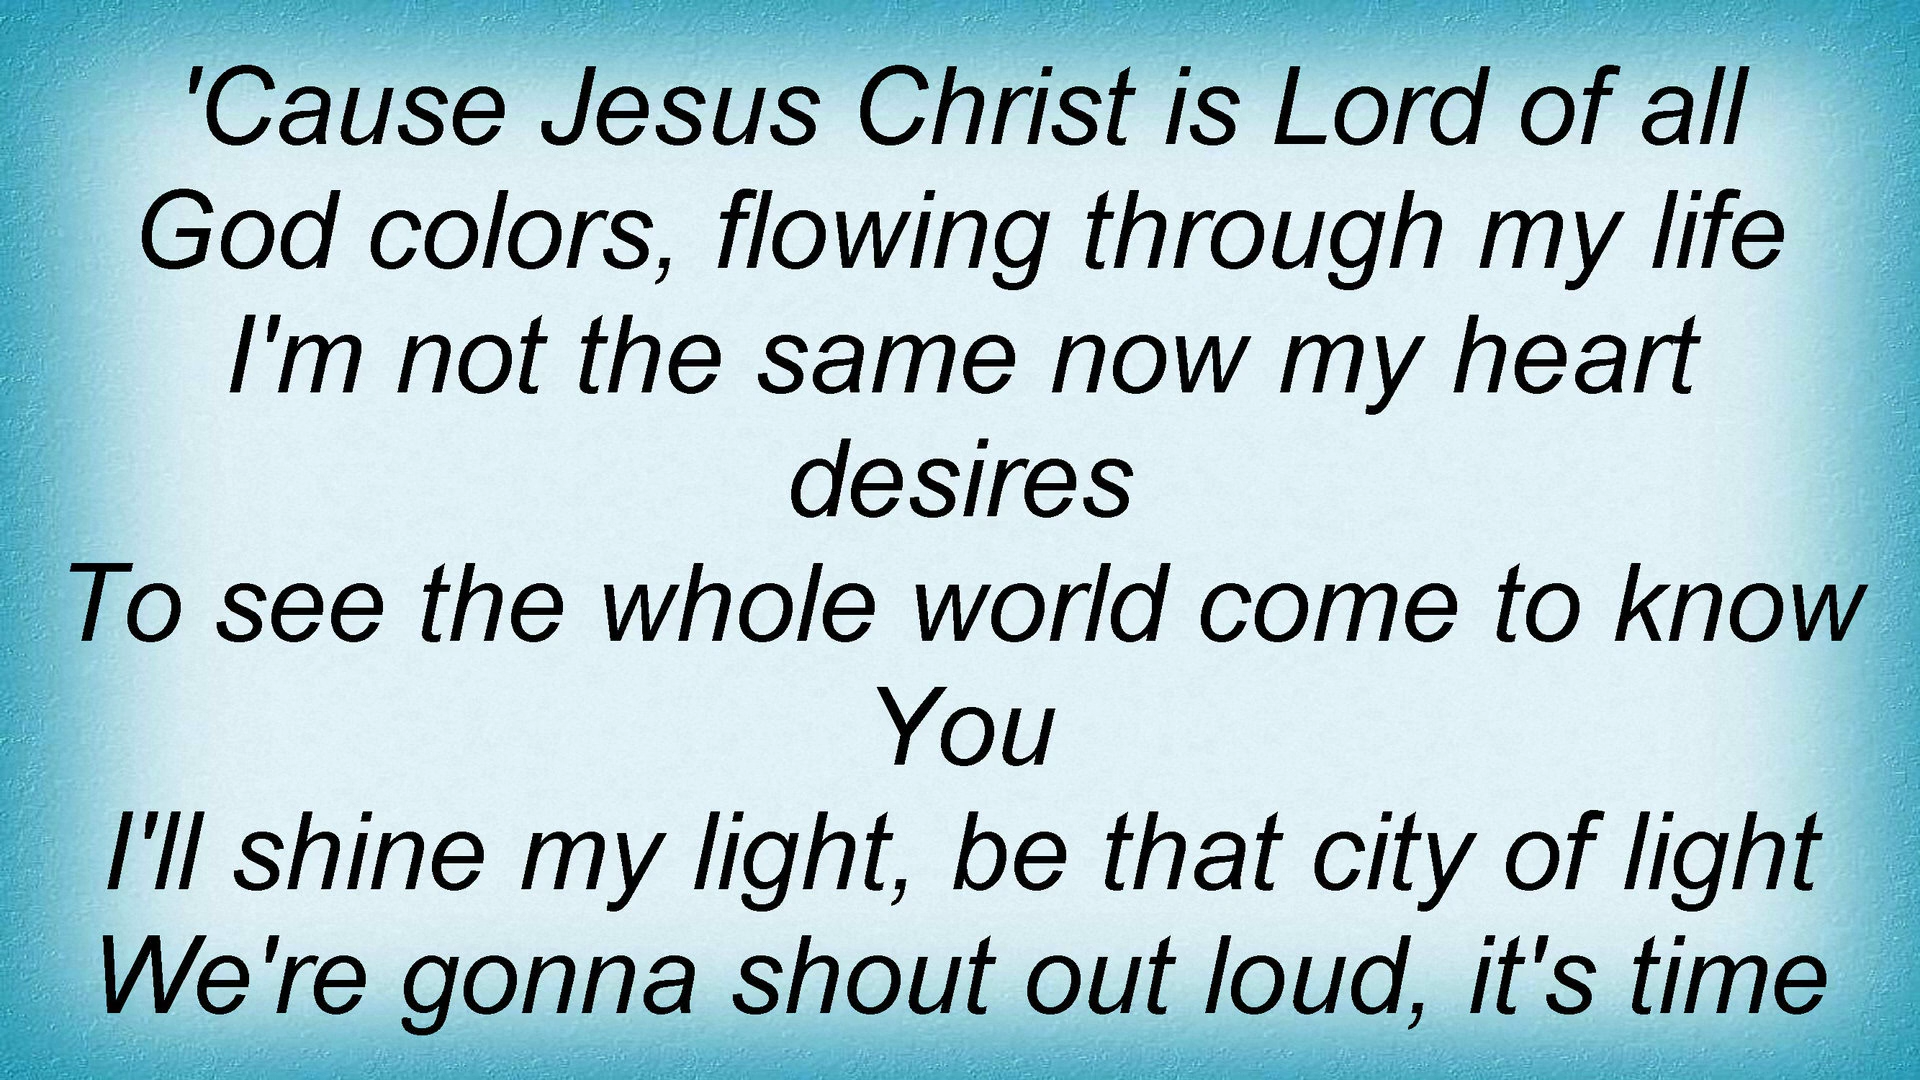 'Cause Jesus Christ is Lord of all
God colors, flowing through my life
I'm not the same now my heart
desires
To see the whole world come to know
You
I'll shine my light, be that city of light
We're gonna shout out loud, it's time